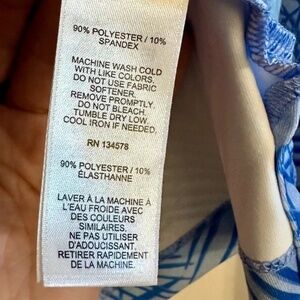 90% POLYESTER / 10%
SPANDEX
MACHINE WASH COLD
WITH LIKE COLORS.
DO NOT USE FABRIC
SOFTENER.
REMOVE PROMPTLY.
DO NOT BLEACH.
TUMBLE DRY LOW.
COOL IRON IF NEEDED.
RN 134578
90% POLYESTER / 10%
ÉLASTHANNE
LAVER À LA MACHINE À
L'EAU FROIDE AVEC
DES COULEURS
SIMILAIRES.
NE PAS UTILISER
D'ADOUCISSANT.
RETIRER RAPIDEMENT
DE LA MACHINE.